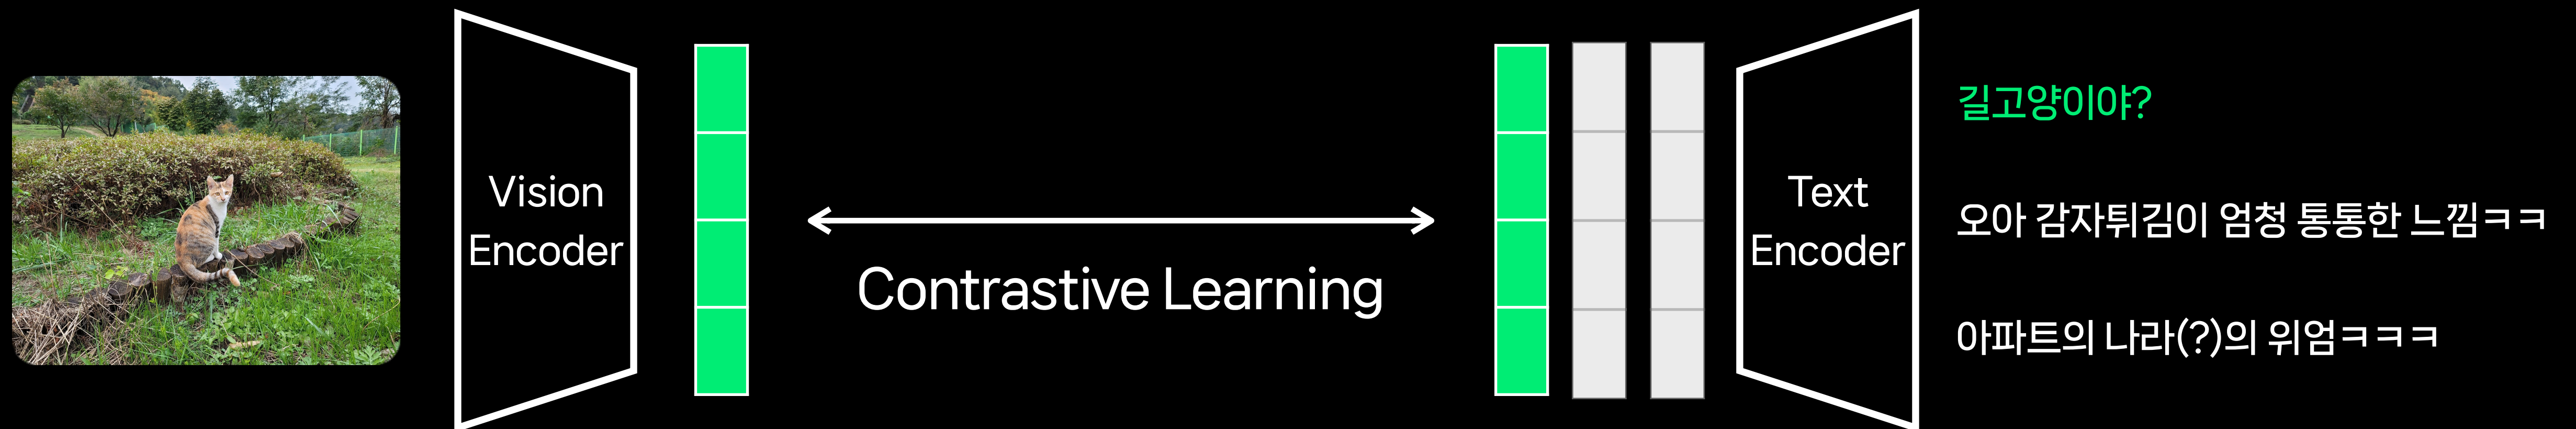 Vision
Encoder
Contrastive Learning
Text
Encoder
길고양이야?
오아 감자튀김이 엄청 통통한 느낌ㅋㅋ
아파트의 나라(?)의 위엄ㅋㅋㅋ